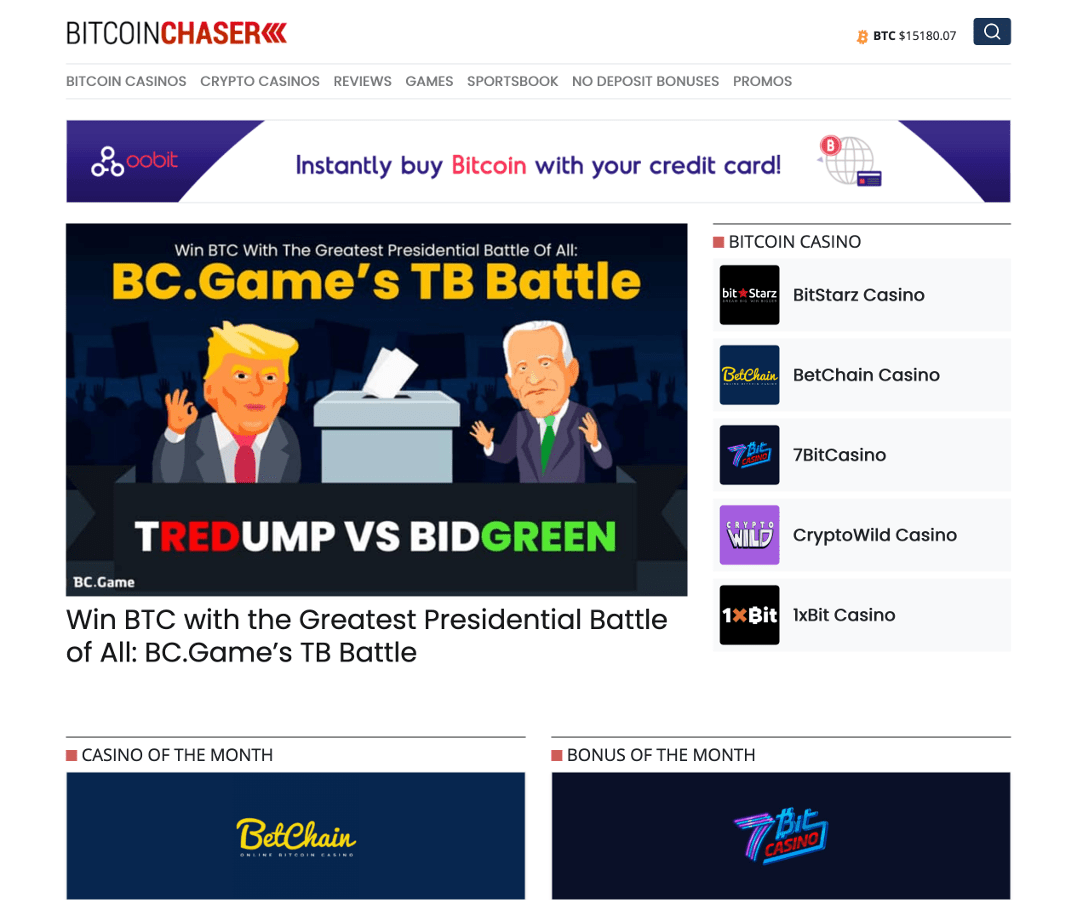 BITCOINCHASER
BTC $15180.07
BITCOIN CASINOS CRYPTO CASINOS REVIEWS GAMES SPORTSBOOK NO DEPOSIT BONUSES PROMOS
oobit
Instantly buy Bitcoin with your credit card!
Win BTC With The Greatest Presidential Battle Of All:
BC.Game's TB Battle
TREDUMP VS BIDGREEN
BC.Game
Win BTC with the Greatest Presidential Battle
of All: BC.Game's TB Battle
BITCOIN CASINO
bitStarz
BitStarz Casino
BetChain
ONLINE BITCOIN CASINO
BetChain Casino
7Bit
CASINO
7BitCasino
CRYPTO
WILD
CryptoWild Casino
1xBit
1xBit Casino
CASINO OF THE MONTH
BetChain
ONLINE BITCOIN CASINO
BONUS OF THE MONTH
7Bit
CASINO